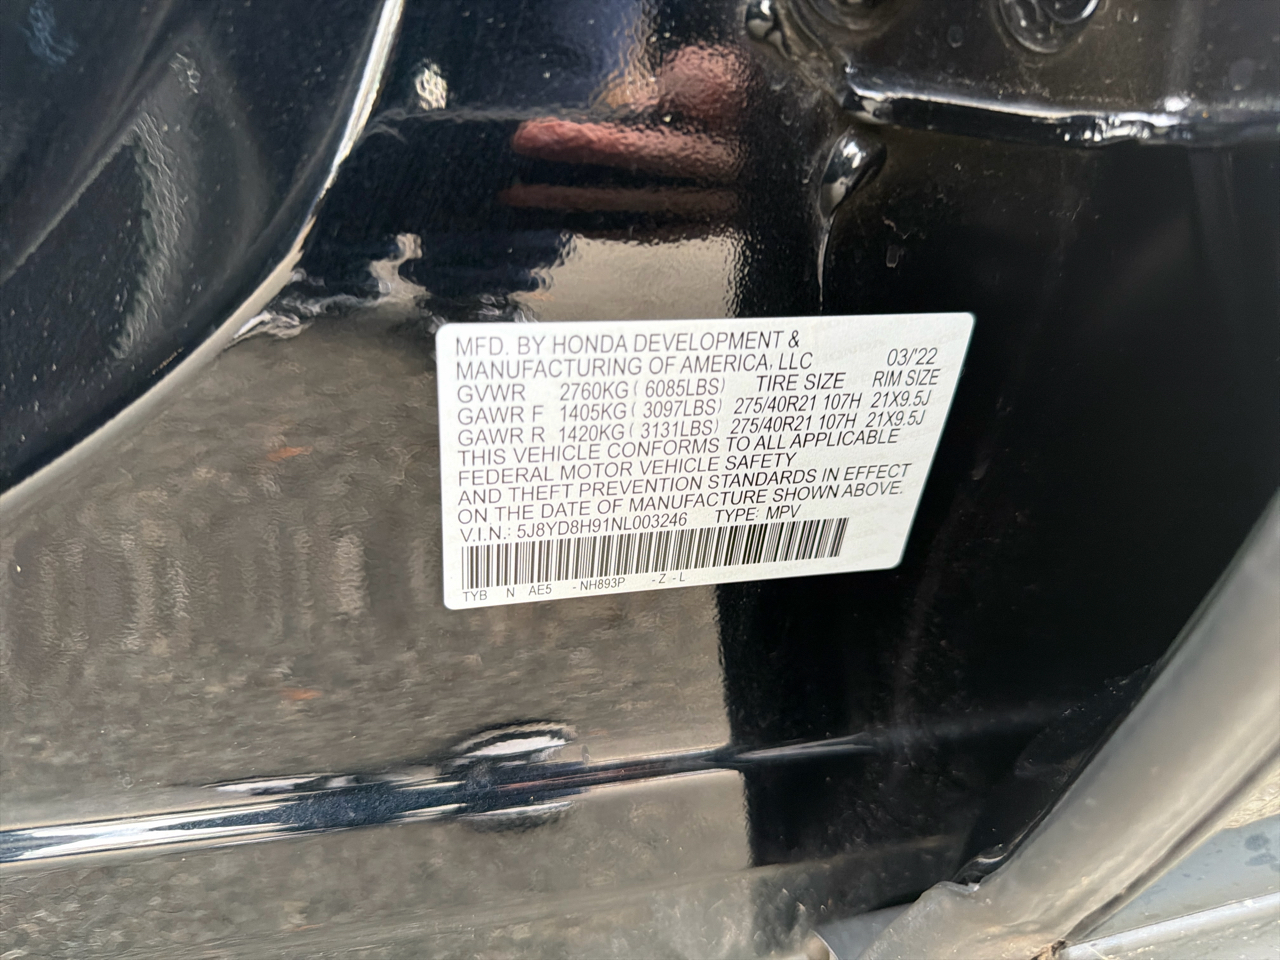 MFD. BY HONDA DEVELOPMENT &
MANUFACTURING OF AMERICA, LLC 03/'22
GVWR 2760KG ( 6085LBS) TIRE SIZE RIM SIZE
GAWR F 1405KG ( 3097LBS) 275/40R21 107H 21X9.5J
GAWR R 1420KG ( 3131LBS) 275/40R21 107H 21X9.5J
THIS VEHICLE CONFORMS TO ALL APPLICABLE
FEDERAL MOTOR VEHICLE SAFETY
AND THEFT PREVENTION STANDARDS IN EFFECT
ON THE DATE OF MANUFACTURE SHOWN ABOVE.
V.I.N.: 5J8YD8H91NL003246 TYPE: MPV
TYB N AE5 - NH893P - Z - L